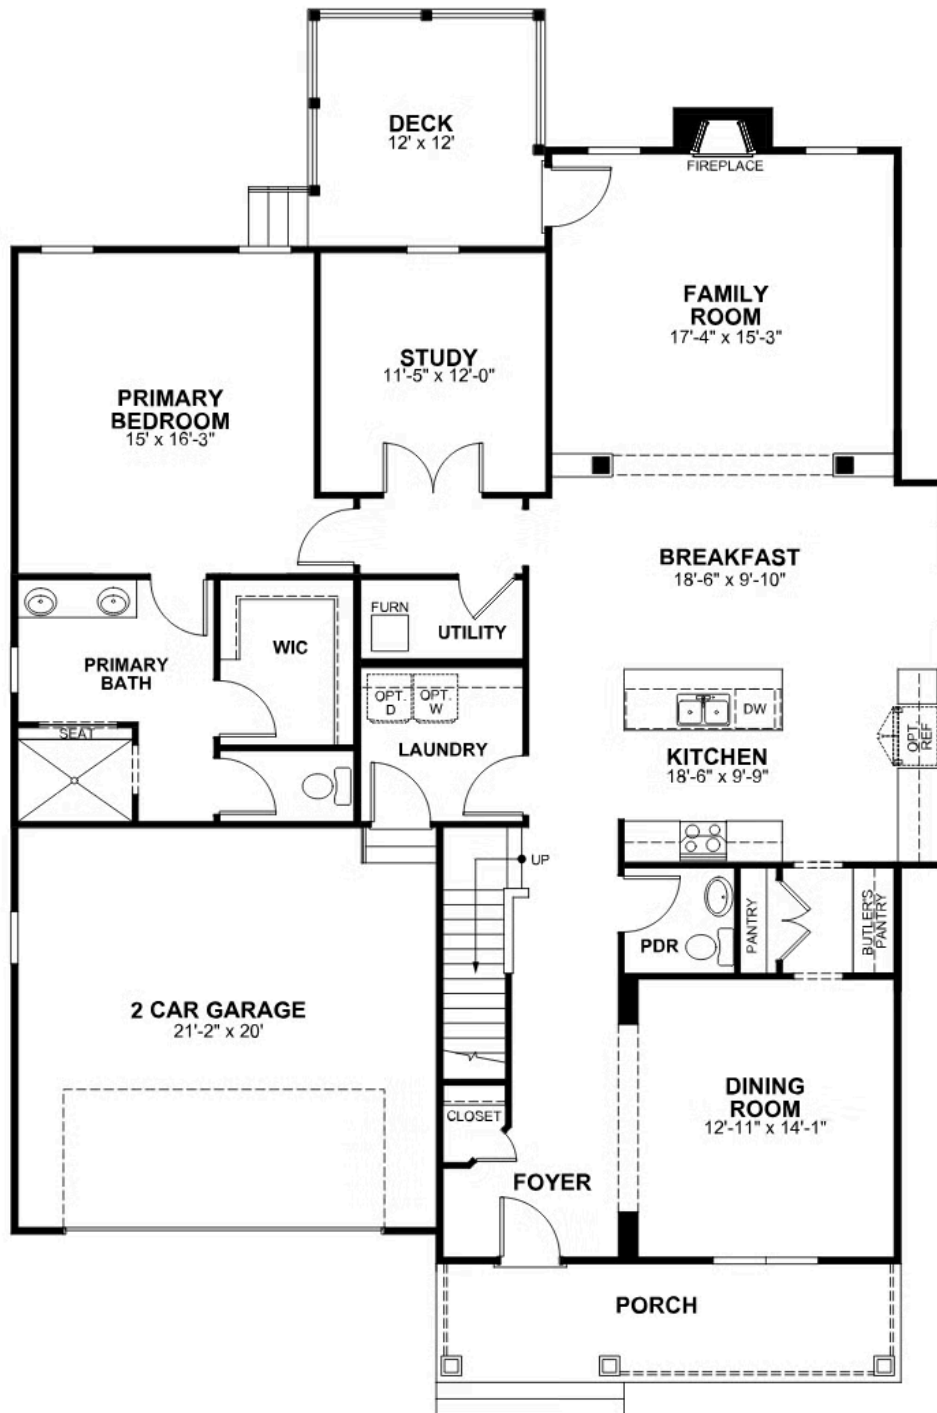 DECK
12' x 12'
FIREPLACE
FAMILY
ROOM
17'-4" x 15'-3"
STUDY
11'-5" x 12'-0"
PRIMARY
BEDROOM
15' x 16'-3"
BREAKFAST
18'-6" x 9'-10"
FURN
UTILITY
WIC
PRIMARY
BATH
OPT.
D
OPT.
W
DW
OPT.
REF
SEAT
LAUNDRY
KITCHEN
18'-6" x 9'-9"
UP
PDR
PANTRY
BUTLER'S
PANTRY
2 CAR GARAGE
21'-2" x 20'
DINING
ROOM
12'-11" x 14'-1"
CLOSET
FOYER
PORCH